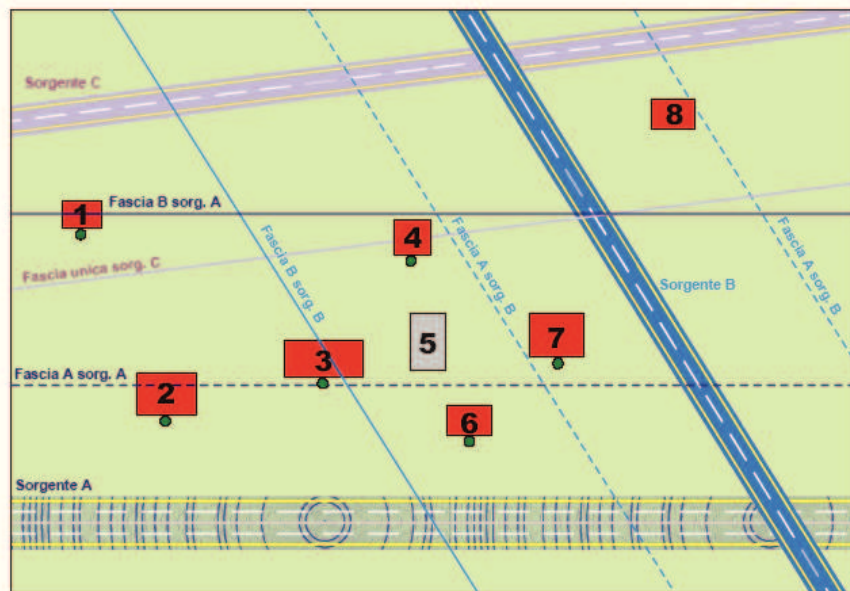 Sorgente C
8
1
Fascia B sorg. A
4
Fascia A sorg. B
Fascia A sorg. B
Fascia B sorg. B
Fascia unica sorg. C
Sorgente B
5
7
3
Fascia A sorg. A
2
6
Sorgente A